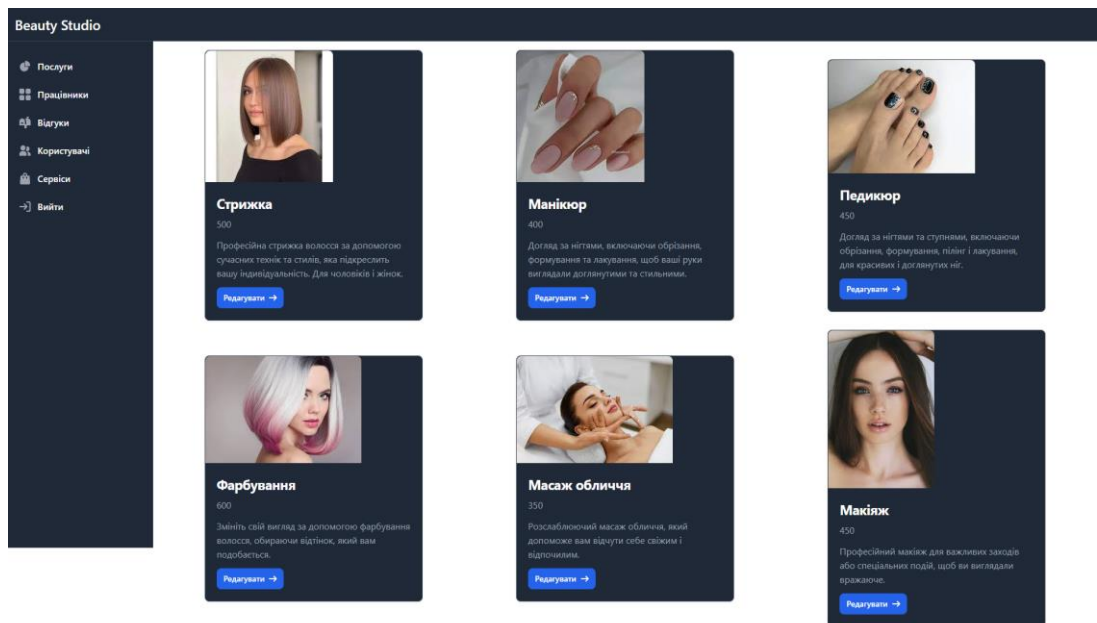 Beauty Studio
Послуги
Працівники
Відгуки
Користувачі
Сервіси
Вийти
Стрижка
500
Професійна стрижка волосся за допомогою
сучасних технік та стилів, яка підкреслить
вашу індивідуальність. Для чоловіків і жінок.
Редагувати →
Манікюр
400
Догляд за нігтями, включаючи обрізання,
формування та лакування, щоб ваші руки
виглядали доглянутими та стильними.
Редагувати →
Педикюр
450
Догляд за нігтями та ступнями, включаючи
обрізання, формування, пілінг і лакування,
для красивих і доглянутих ніг.
Редагувати →
Фарбування
600
Змініть свій вигляд за допомогою фарбування
волосся, обираючи відтінок, який вам
подобається.
Редагувати →
Масаж обличчя
350
Розслаблюючий масаж обличчя, який
допоможе вам відчути себе свіжим і
відпочилим.
Редагувати →
Макіяж
450
Професійний макіяж для важливих заходів
або спеціальних подій, щоб ви виглядали
вражаюче.
Редагувати →